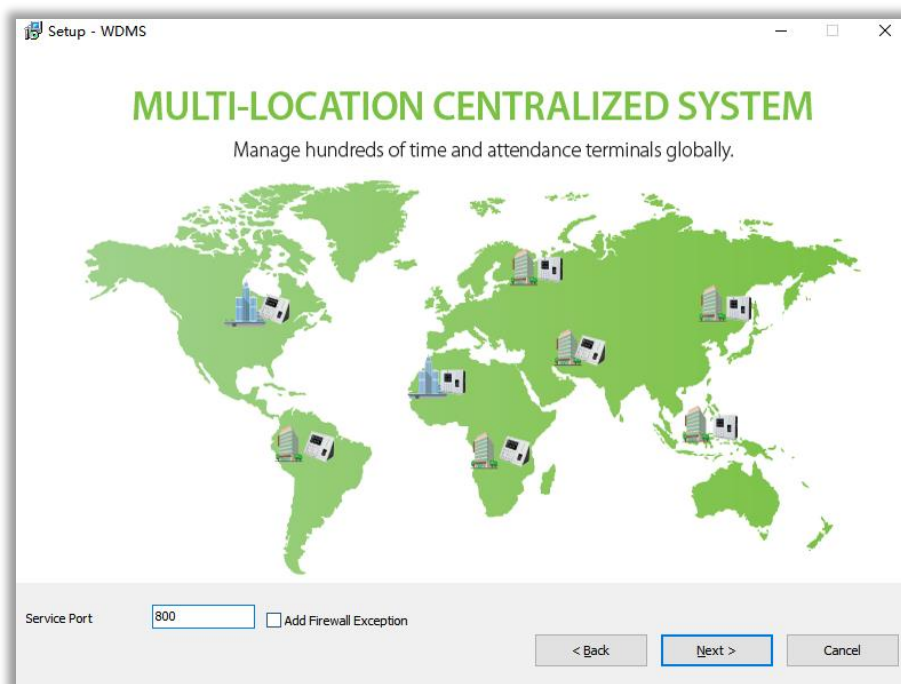 Setup - WDMS
MULTI-LOCATION CENTRALIZED SYSTEM
Manage hundreds of time and attendance terminals globally.
Service Port 800 Add Firewall Exception
< Back Next > Cancel